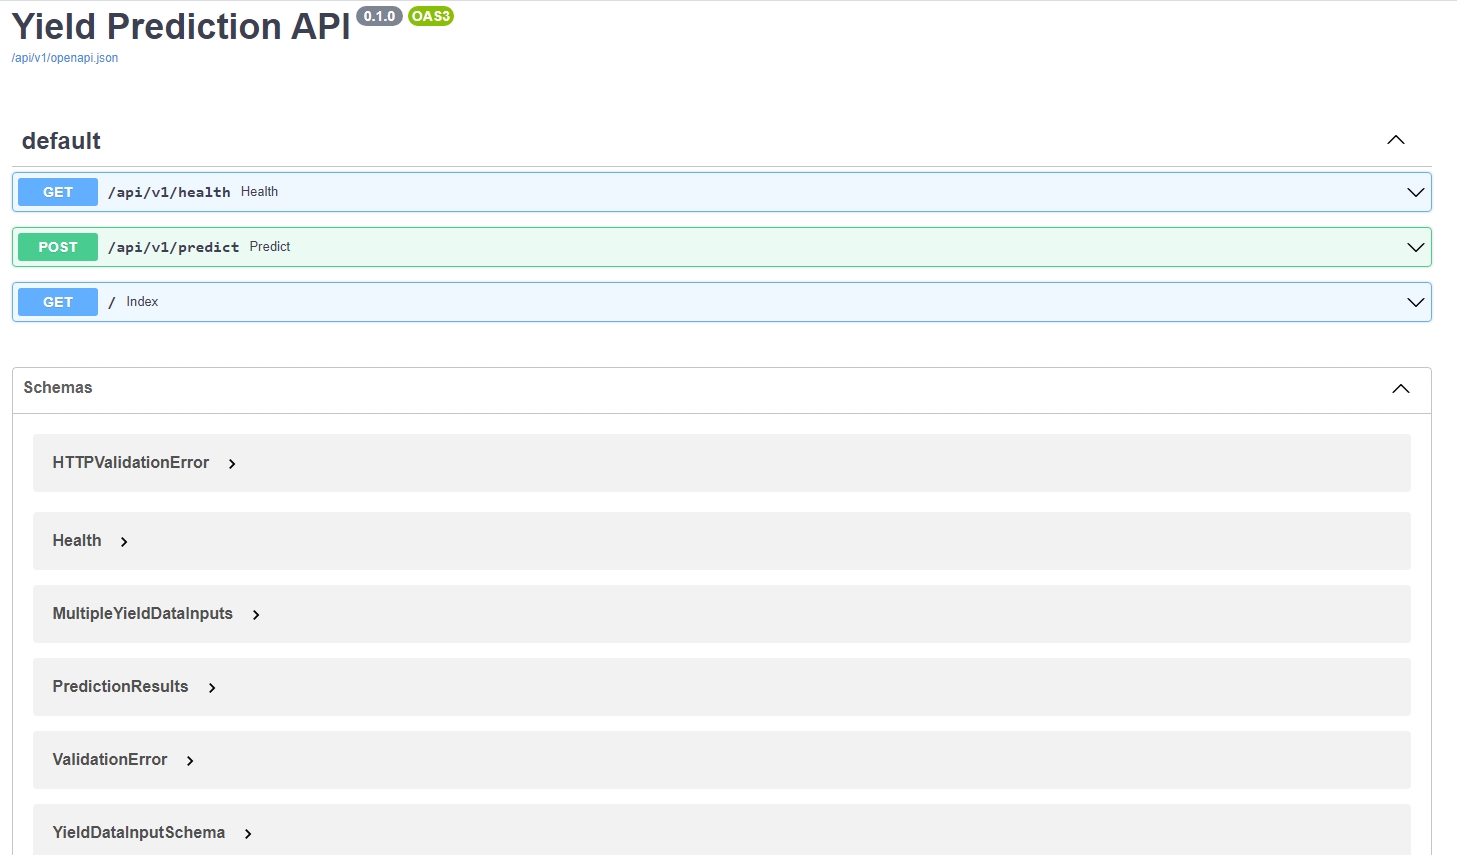 Yield Prediction API 0.1.0 OAS3
/api/v1/openapi.json
default
GET /api/v1/health Health
POST /api/v1/predict Predict
GET / Index
Schemas
HTTPValidationError
Health
MultipleYieldDataInputs
PredictionResults
ValidationError
YieldDataInputSchema